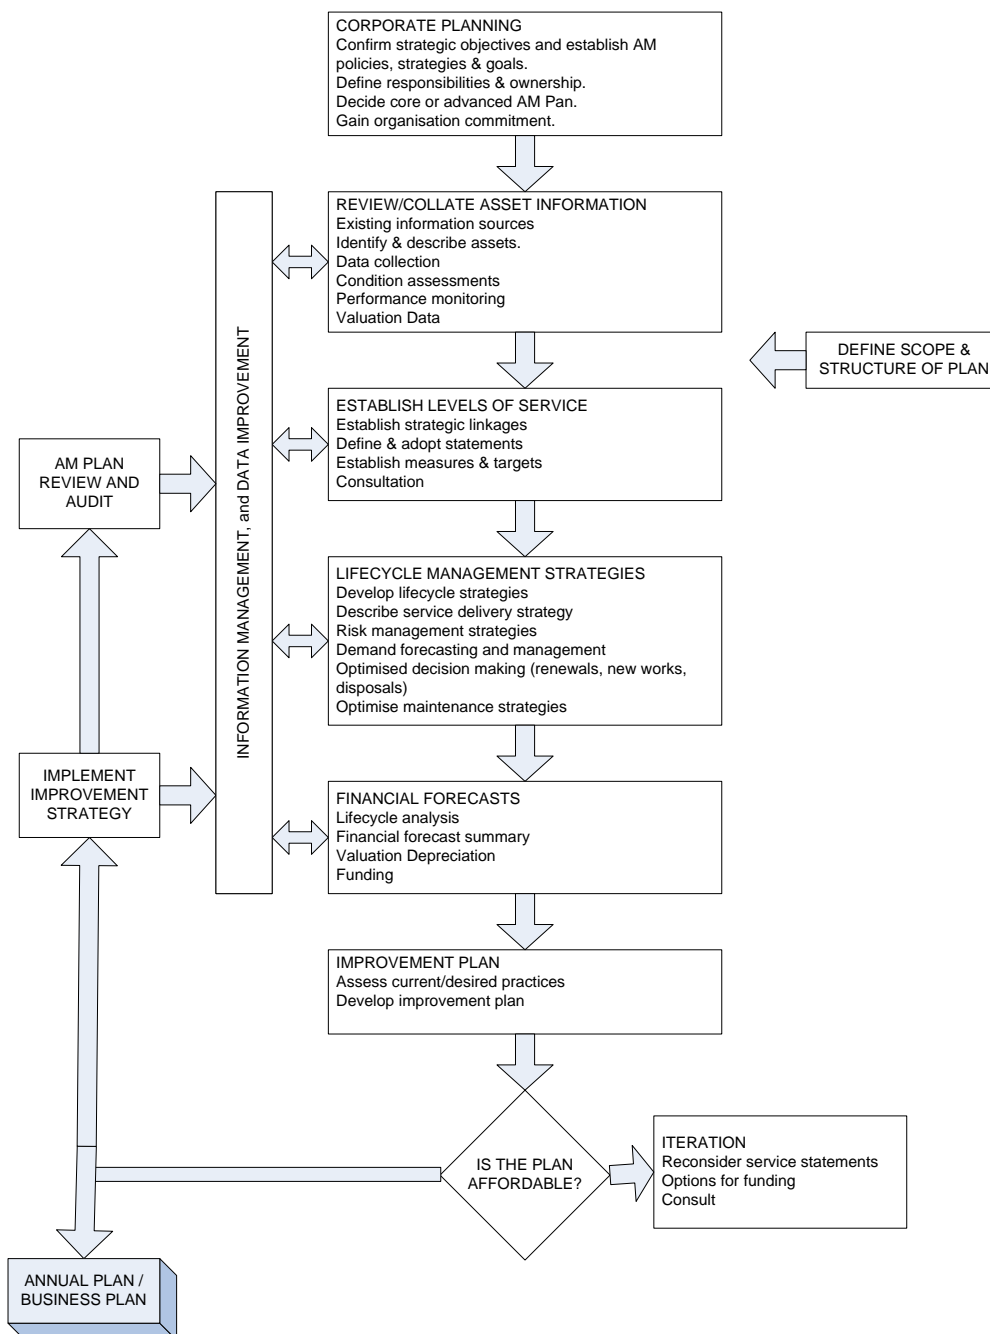 CORPORATE PLANNING
Confirm strategic objectives and establish AM
policies, strategies & goals.
Define responsibilities & ownership.
Decide core or advanced AM Pan.
Gain organisation commitment.
REVIEW/COLLATE ASSET INFORMATION
Existing information sources
Identify & describe assets.
Data collection
Condition assessments
Performance monitoring
Valuation Data
DEFINE SCOPE &
STRUCTURE OF PLAN
INFORMATION MANAGEMENT, and DATA IMPROVEMENT
ESTABLISH LEVELS OF SERVICE
Establish strategic linkages
Define & adopt statements
Establish measures & targets
Consultation
AM PLAN
REVIEW AND
AUDIT
LIFECYCLE MANAGEMENT STRATEGIES
Develop lifecycle strategies
Describe service delivery strategy
Risk management strategies
Demand forecasting and management
Optimised decision making (renewals, new works,
disposals)
Optimise maintenance strategies
IMPLEMENT
IMPROVEMENT
STRATEGY
FINANCIAL FORECASTS
Lifecycle analysis
Financial forecast summary
Valuation Depreciation
Funding
IMPROVEMENT PLAN
Assess current/desired practices
Develop improvement plan
IS THE PLAN
AFFORDABLE?
ITERATION
Reconsider service statements
Options for funding
Consult
ANNUAL PLAN /
BUSINESS PLAN